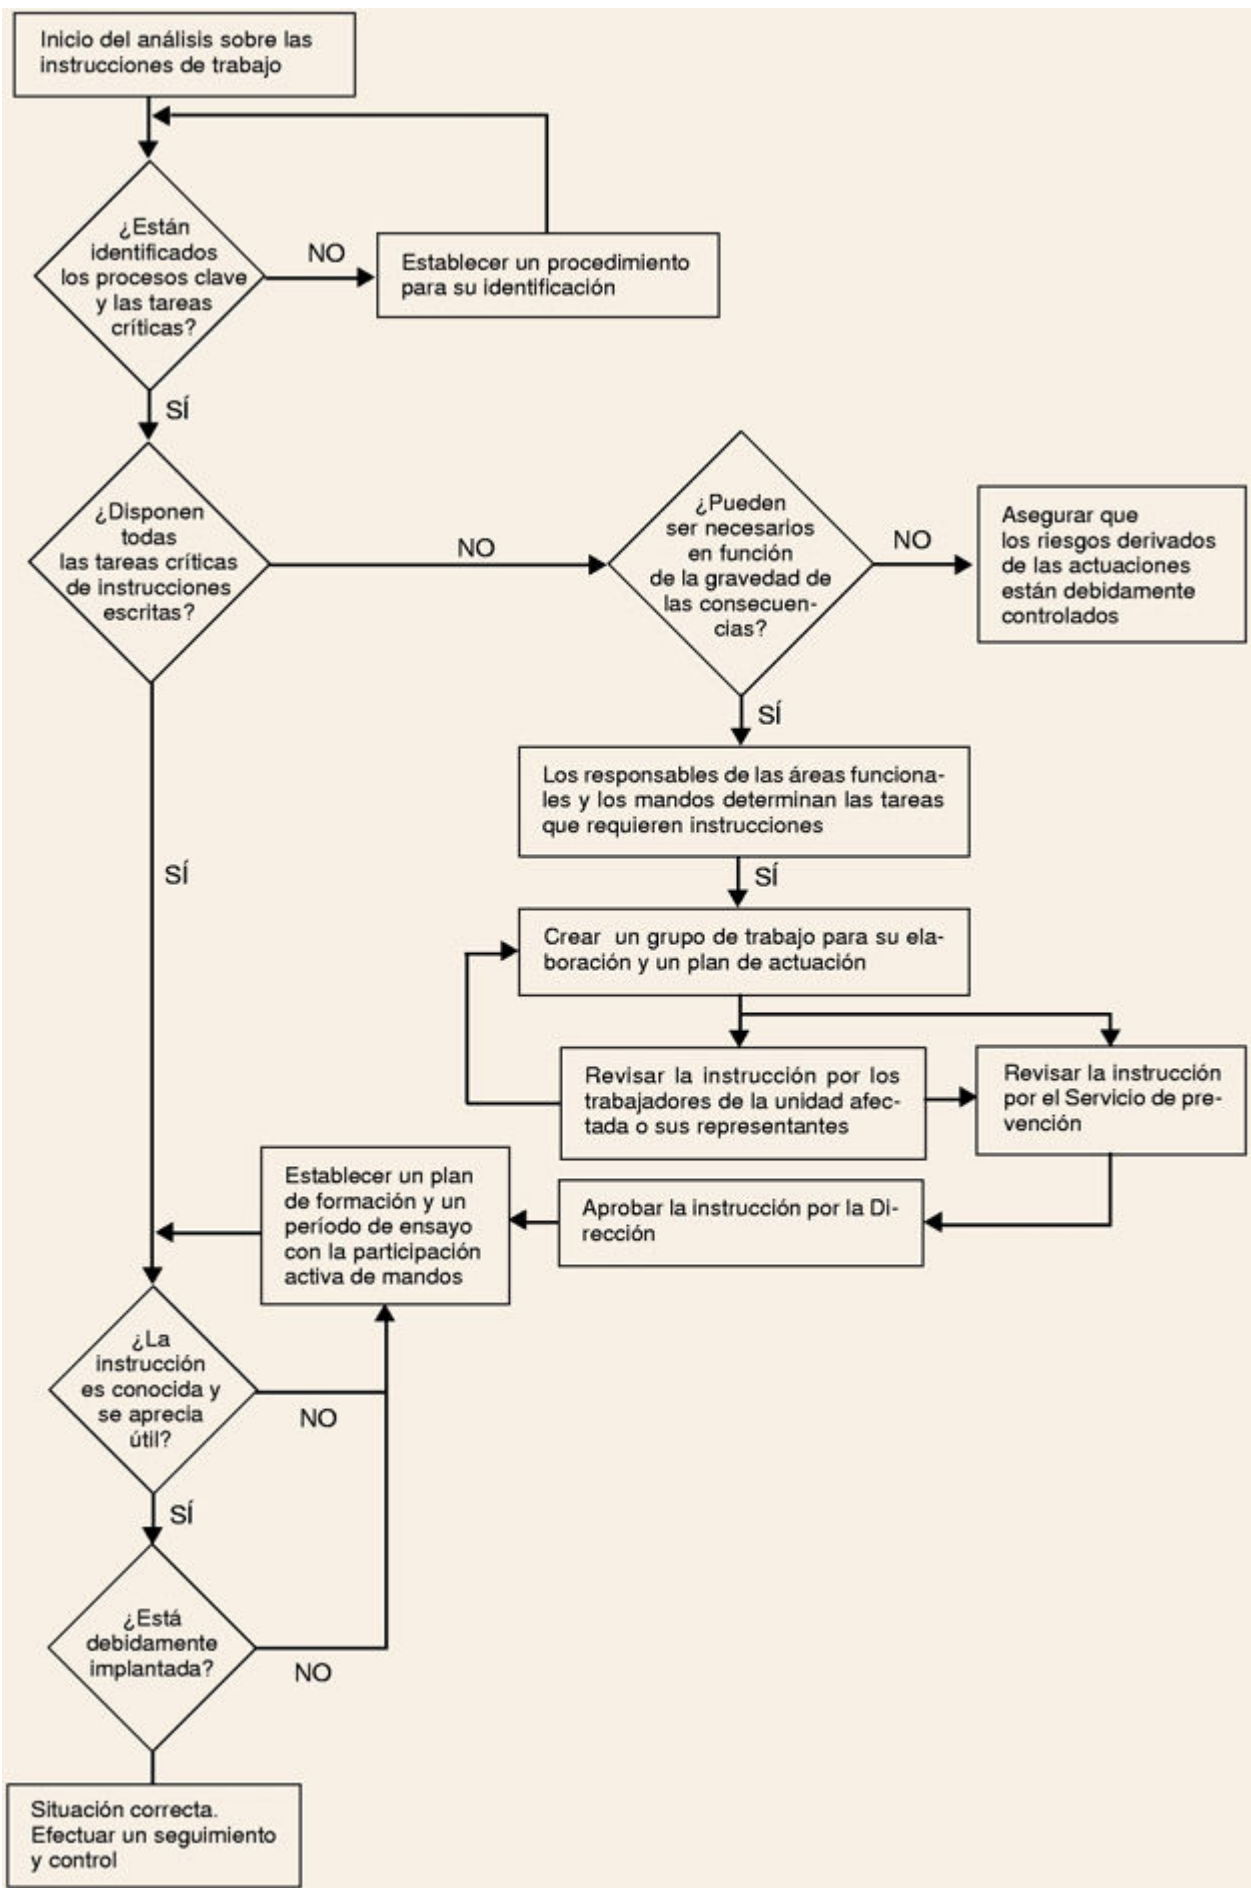 Inicio del análisis sobre las
instrucciones de trabajo
¿Están
identificados
los procesos clave
y las tareas
críticas?
NO
Establecer un procedimiento
para su identificación
SÍ
¿Disponen
todas
las tareas críticas
de instrucciones
escritas?
NO
¿Pueden
ser necesarios
en función
de la gravedad de
las consecuen-
cias?
NO
Asegurar que
los riesgos derivados
de las actuaciones
están debidamente
controlados
SÍ
Los responsables de las áreas funciona-
les y los mandos determinan las tareas
que requieren instrucciones
SÍ
SÍ
Crear un grupo de trabajo para su ela-
boración y un plan de actuación
Revisar la instrucción por los
trabajadores de la unidad afec-
tada o sus representantes
Revisar la instrucción
por el Servicio de pre-
vención
Establecer un plan
de formación y un
período de ensayo
con la participación
activa de mandos
Aprobar la instrucción por la Di-
rección
¿La
instrucción
es conocida y
se aprecia
útil?
NO
SÍ
¿Está
debidamente
implantada?
NO
Situación correcta.
Efectuar un seguimiento
y control